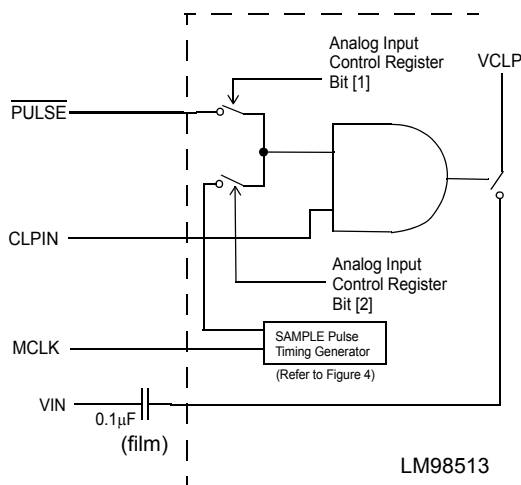 Analog Input
Control Register
Bit [1]
VCLP
PULSE
CLPIN
Analog Input
Control Register
Bit [2]
MCLK
SAMPLE Pulse
Timing Generator
(Refer to Figure 4)
VIN
0.1μF
(film)
LM98513